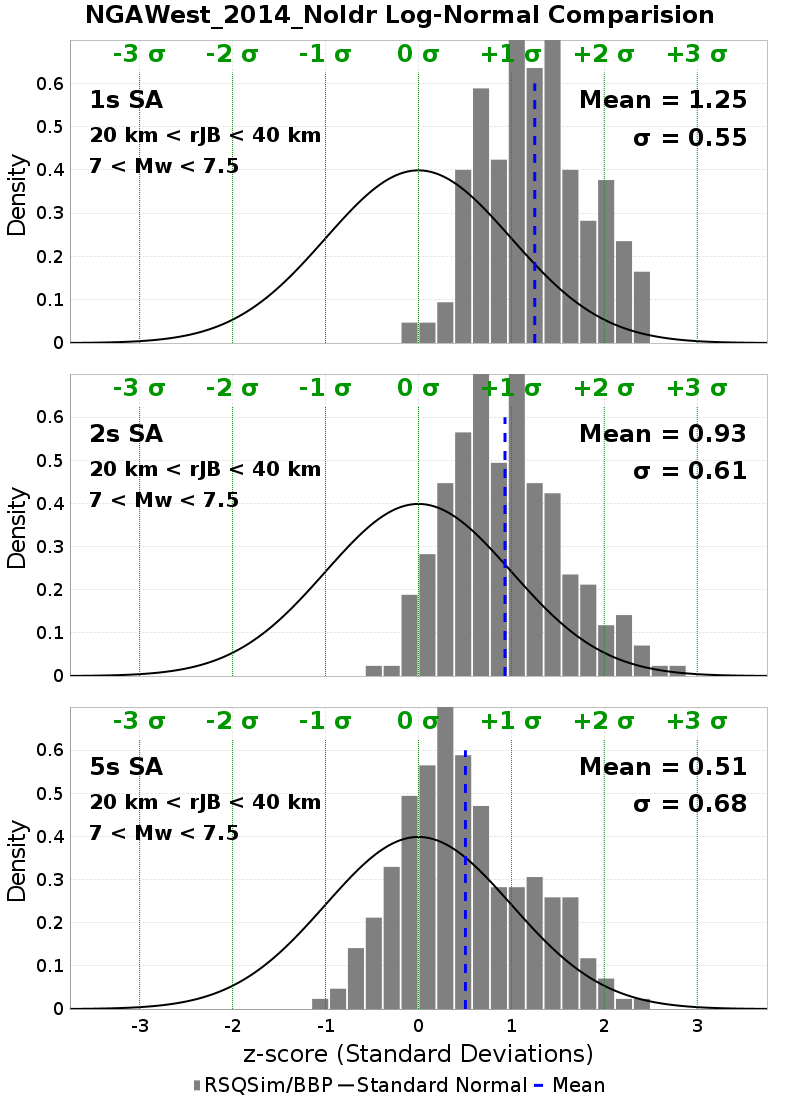 NGAWest_2014_NoIdr Log-Normal Comparision
-3 σ -2 σ -1 σ 0 σ +1 σ +2 σ +3 σ
1s SA
Mean = 1.25
20 km < rJB < 40 km
σ = 0.55
7 < Mw < 7.5
Density
0.6
0.5
0.4
0.3
0.2
0.1
0
-3 σ -2 σ -1 σ 0 σ +1 σ +2 σ +3 σ
2s SA
Mean = 0.93
20 km < rJB < 40 km
σ = 0.61
7 < Mw < 7.5
Density
0.6
0.5
0.4
0.3
0.2
0.1
0
-3 σ -2 σ -1 σ 0 σ +1 σ +2 σ +3 σ
5s SA
Mean = 0.51
20 km < rJB < 40 km
σ = 0.68
7 < Mw < 7.5
Density
0.6
0.5
0.4
0.3
0.2
0.1
0
-3 -2 -1 0 1 2 3
z-score (Standard Deviations)
RSQSim/BBP Standard Normal Mean